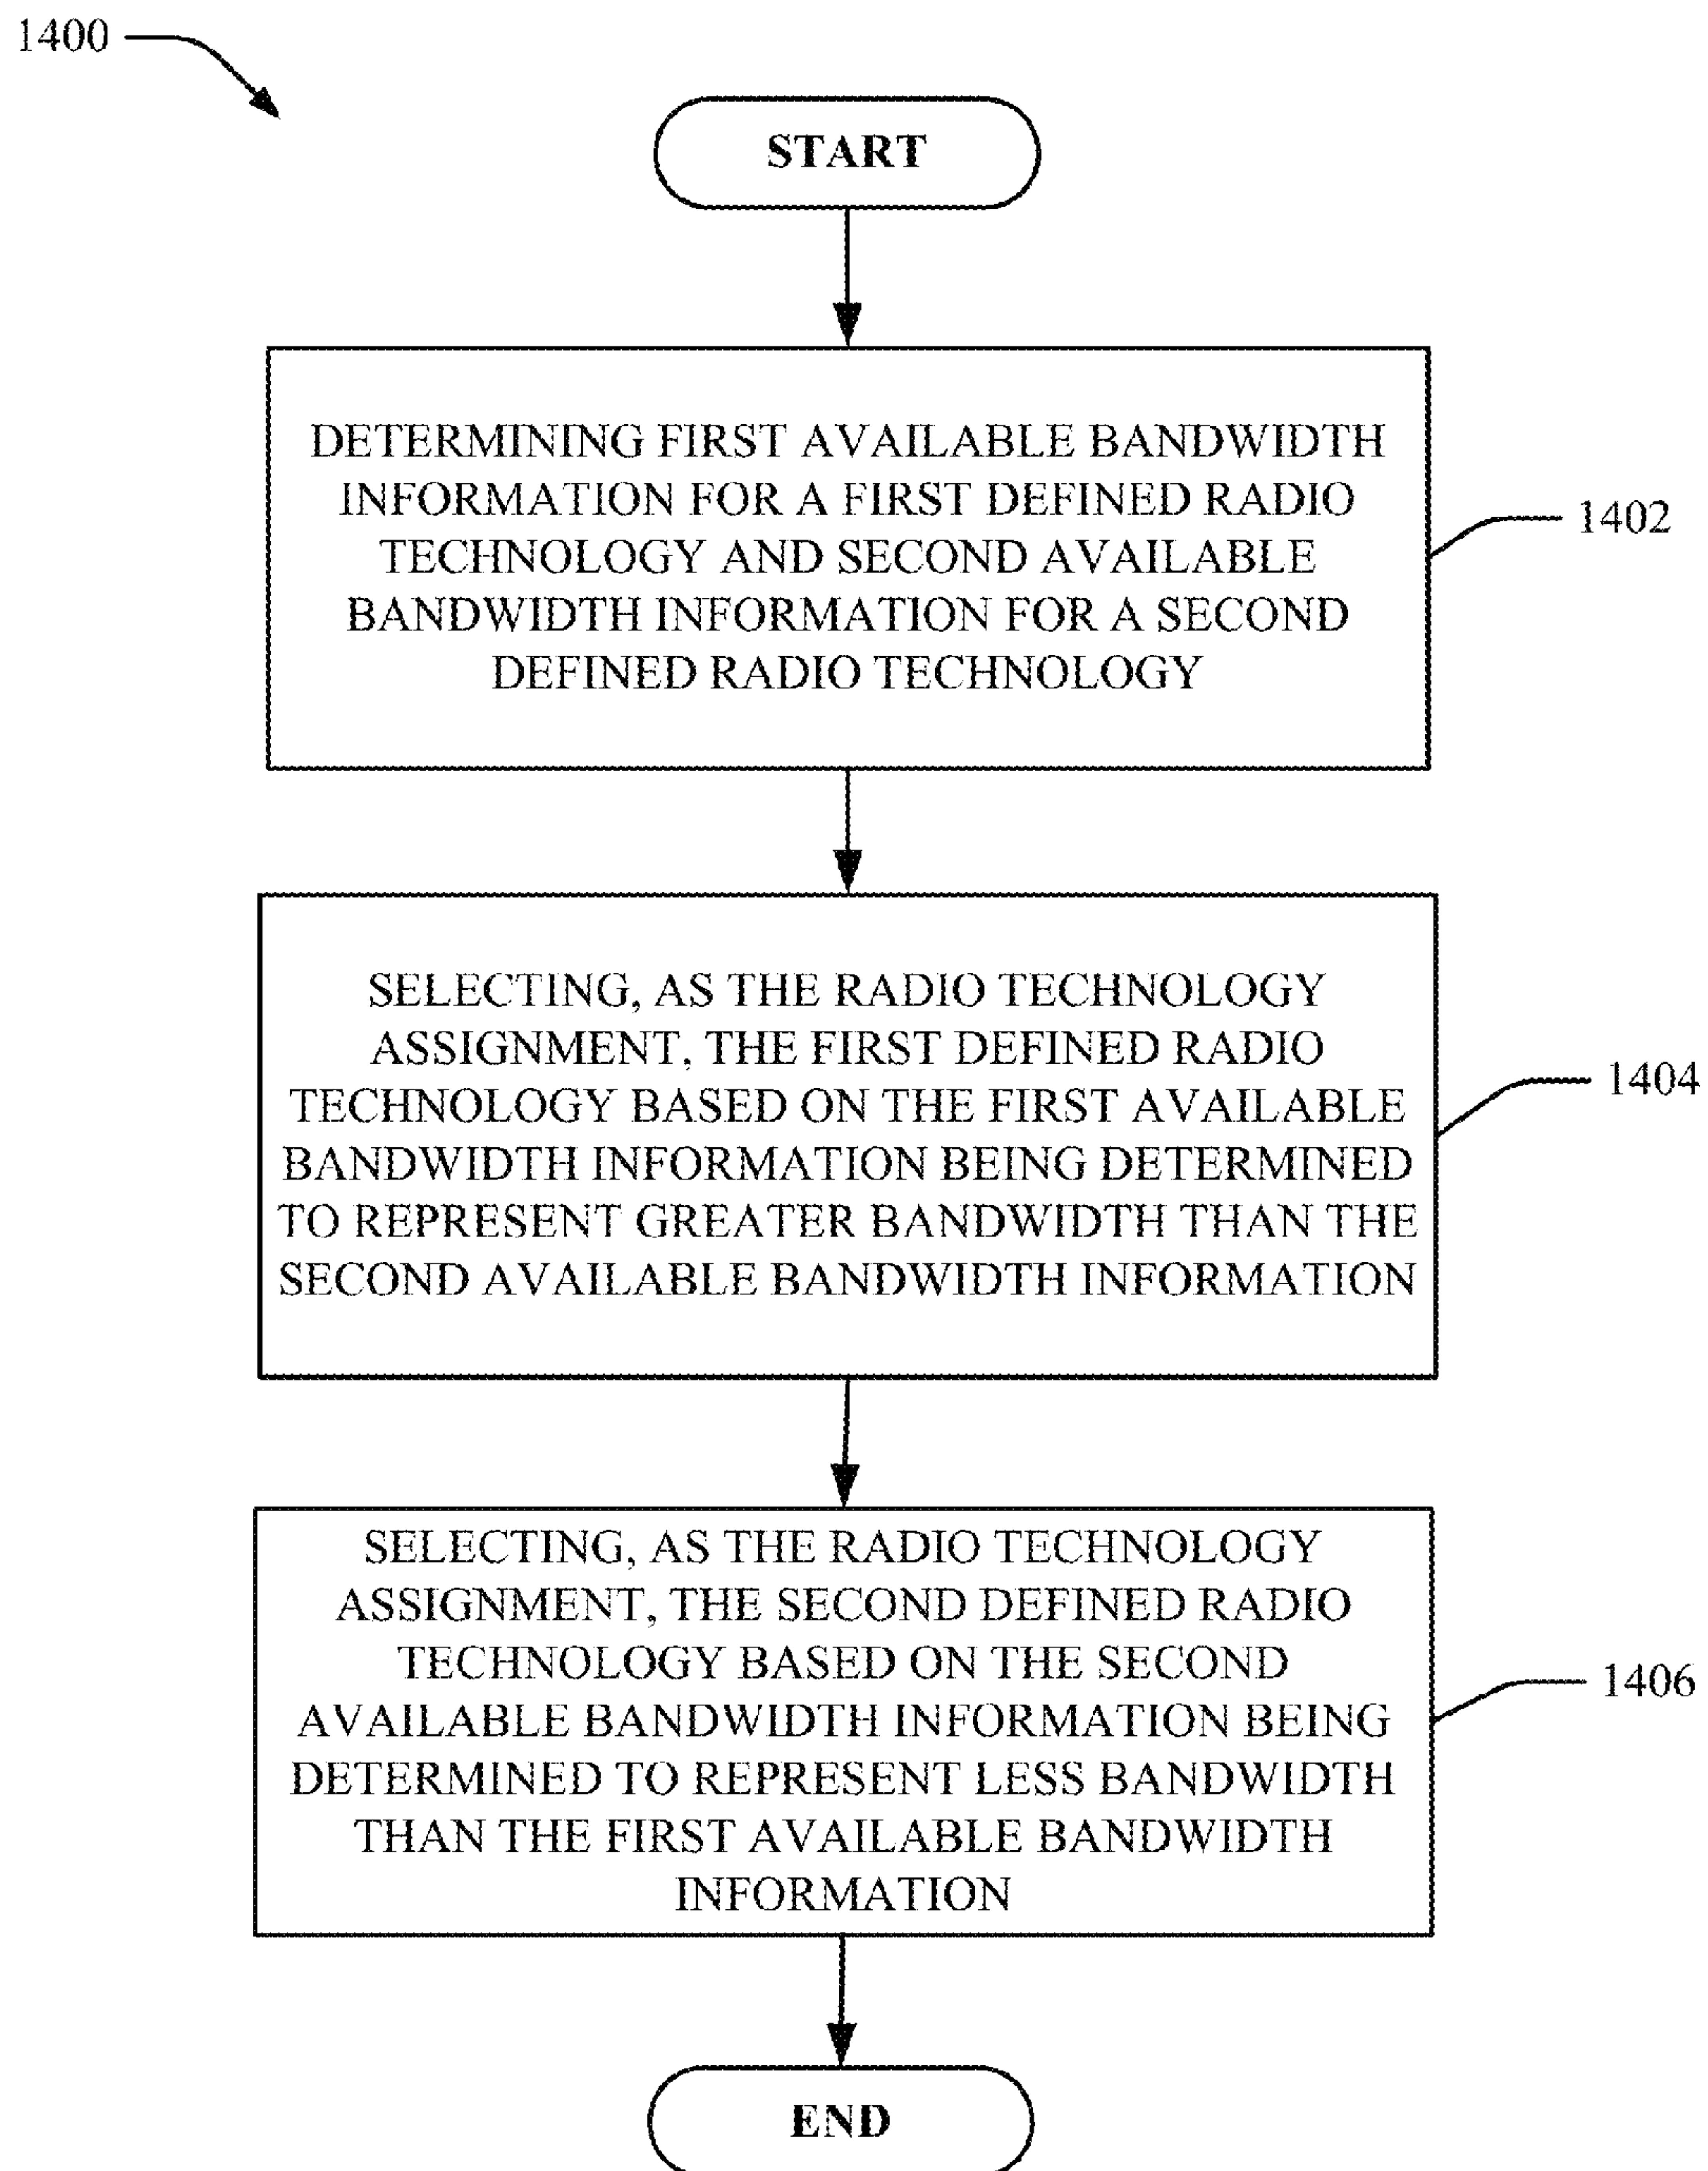 1400
START
DETERMINING FIRST AVAILABLE BANDWIDTH
INFORMATION FOR A FIRST DEFINED RADIO
TECHNOLOGY AND SECOND AVAILABLE
BANDWIDTH INFORMATION FOR A SECOND
DEFINED RADIO TECHNOLOGY
1402
SELECTING, AS THE RADIO TECHNOLOGY
ASSIGNMENT, THE FIRST DEFINED RADIO
TECHNOLOGY BASED ON THE FIRST AVAILABLE
BANDWIDTH INFORMATION BEING DETERMINED
TO REPRESENT GREATER BANDWIDTH THAN THE
SECOND AVAILABLE BANDWIDTH INFORMATION
1404
SELECTING, AS THE RADIO TECHNOLOGY
ASSIGNMENT, THE SECOND DEFINED RADIO
TECHNOLOGY BASED ON THE SECOND
AVAILABLE BANDWIDTH INFORMATION BEING
DETERMINED TO REPRESENT LESS BANDWIDTH
THAN THE FIRST AVAILABLE BANDWIDTH
INFORMATION
1406
END